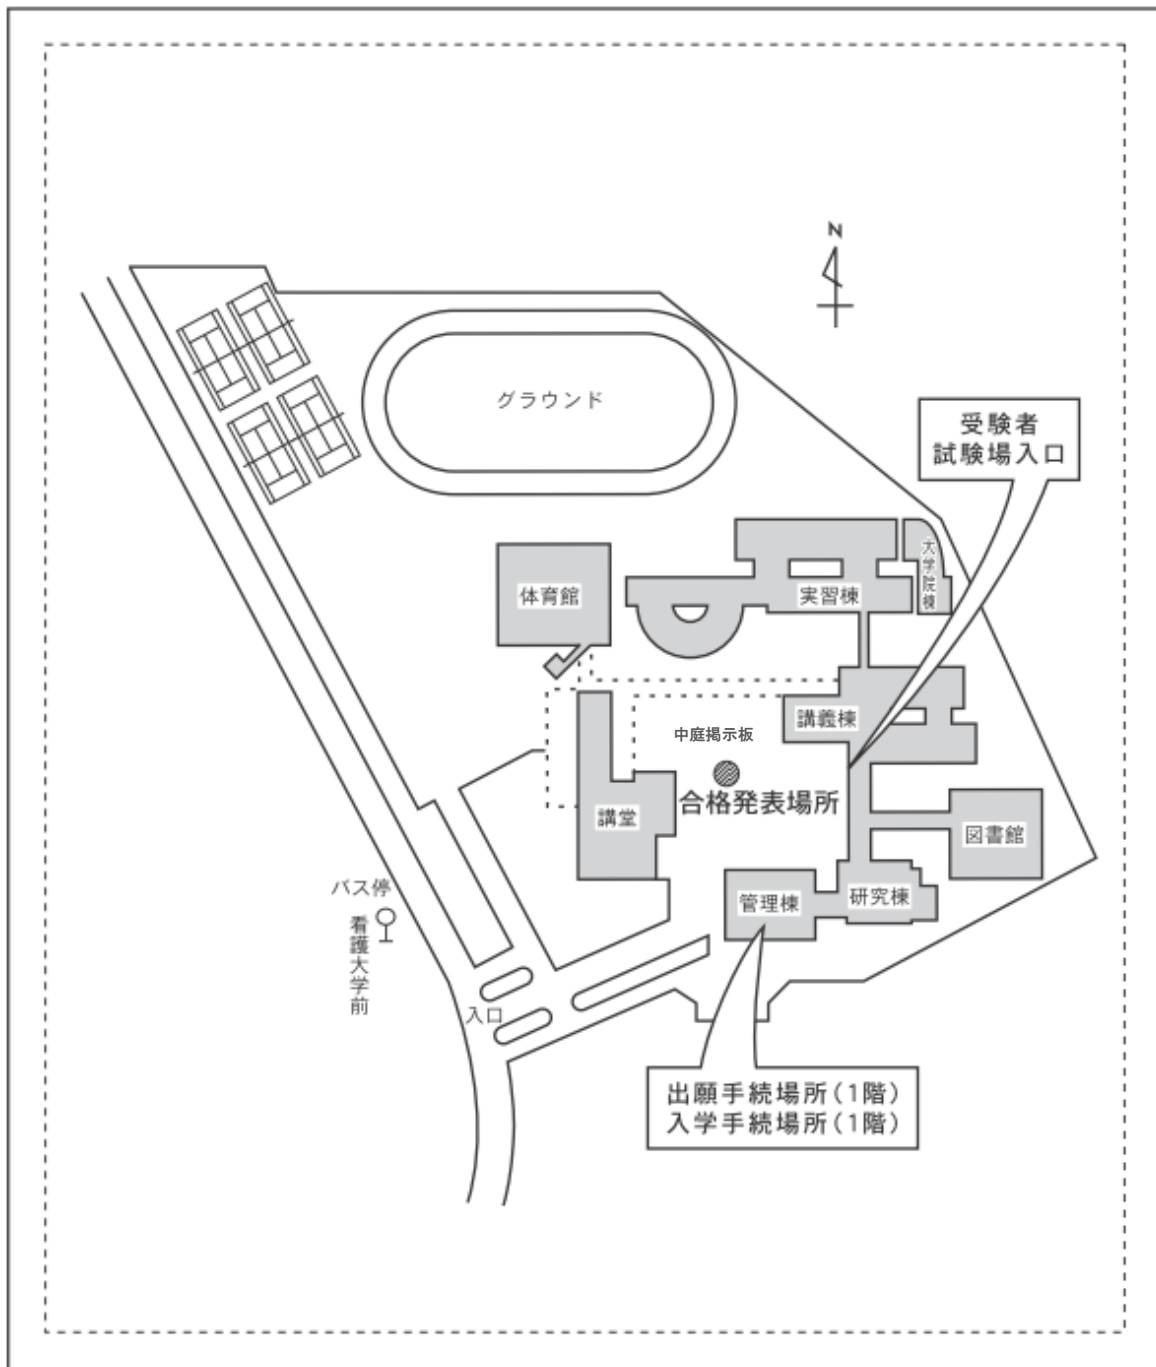 N
グラウンド
受験者
試験場入口
大学院棟
体育館
実習棟
講義棟
中庭掲示板
合格発表場所
講堂
図書館
バス停
看護大学前
管理棟
研究棟
入口
出願手続場所(1階)
入学手続場所(1階)